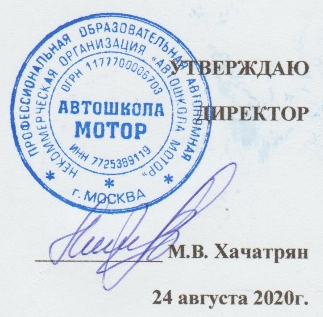 УТВЕРЖДАЮ
ДИРЕКТОР
ПРОФЕССИОНАЛЬНАЯ ОБРАЗОВАТЕЛЬНАЯ АВТОНОМНАЯ
НЕКОММЕРЧЕСКАЯ ОРГАНИЗАЦИЯ «АВТОШКОЛА МОТОР»
ОГРН 1177700006703
АВТОШКОЛА
МОТОР
ИНН 7725389119
* г. МОСКВА *
М.В. Хачатрян
24 августа 2020г.